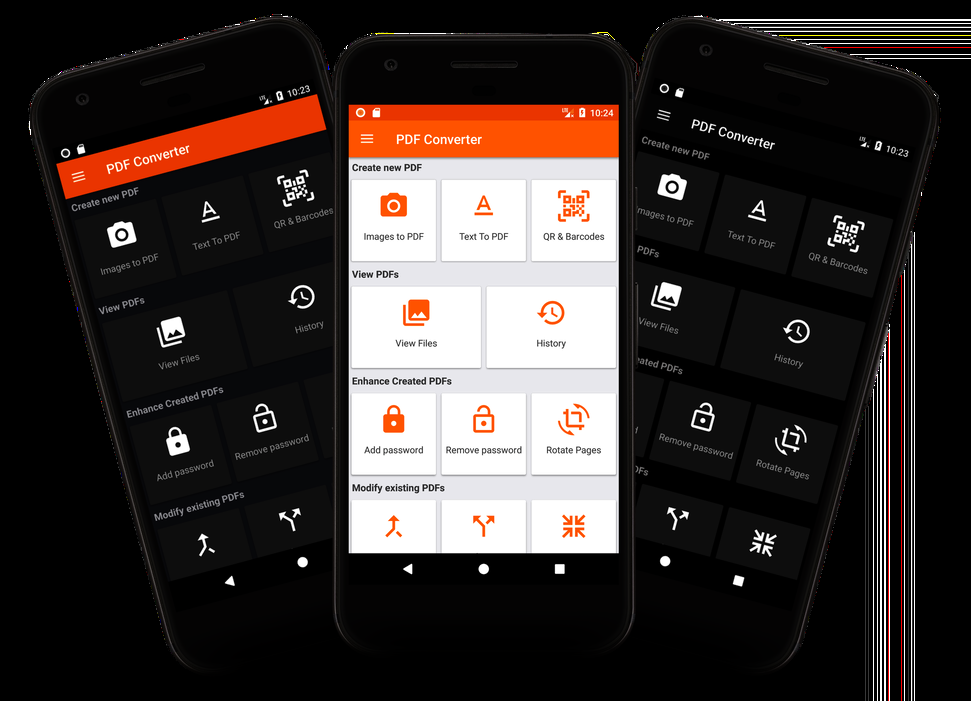 LTE 10:23
PDF Converter
Create new PDF
Images to PDF
Text To PDF
QR & Barcodes
View PDFs
View Files
History
Enhance Created PDFs
Add password
Remove password
Modify existing PDFs
LTE 10:24
PDF Converter
Create new PDF
Images to PDF
Text To PDF
QR & Barcodes
View PDFs
View Files
History
Enhance Created PDFs
Add password
Remove password
Rotate Pages
Modify existing PDFs
LTE 10:23
PDF Converter
Create new PDF
mages to PDF
Text To PDF
QR & Barcodes
PDFs
View Files
History
ated PDFs
Remove password
Rotate Pages